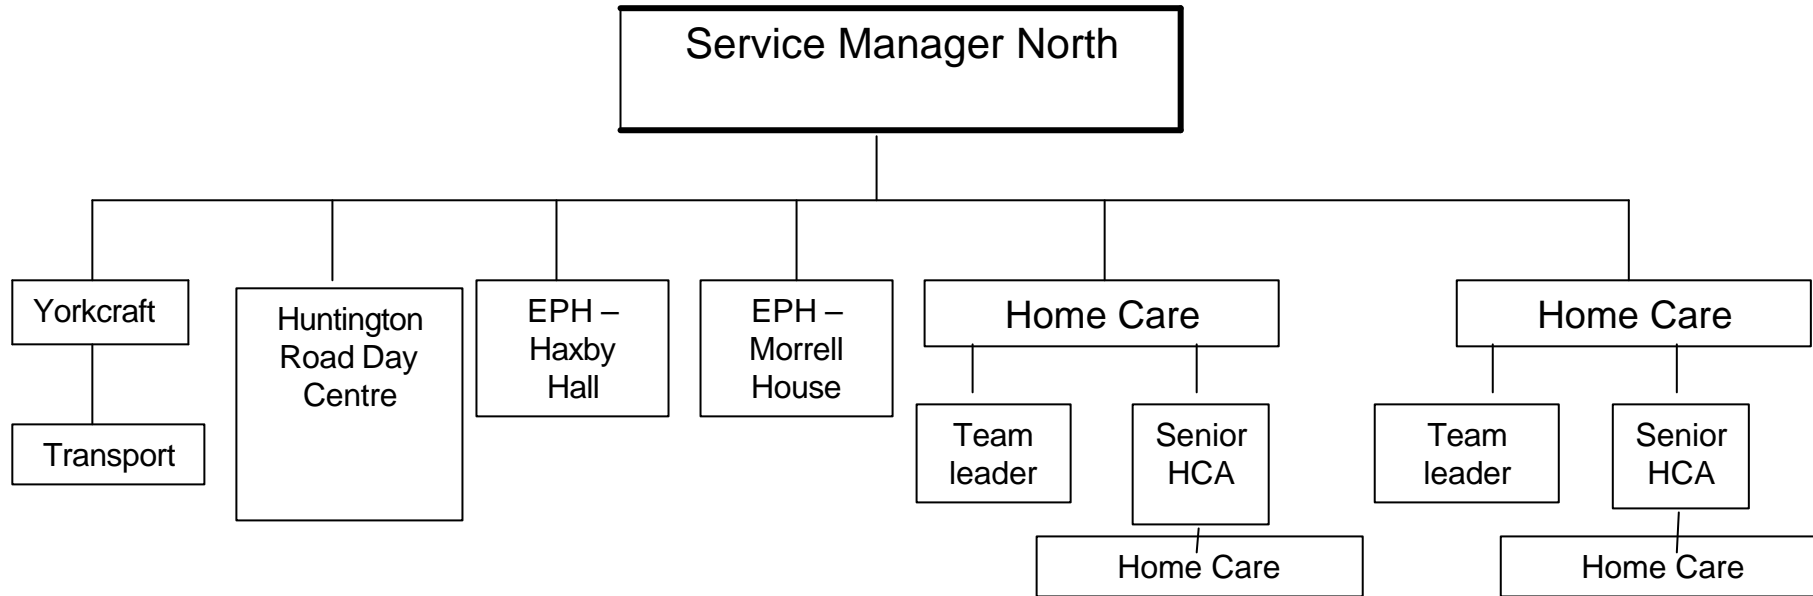 Service Manager North
Yorkcraft
Huntington
Road Day
Centre
EPH –
Haxby
Hall
EPH –
Morrell
House
Home Care
Home Care
Transport
Team
leader
Senior
HCA
Team
leader
Senior
HCA
Home Care
Home Care